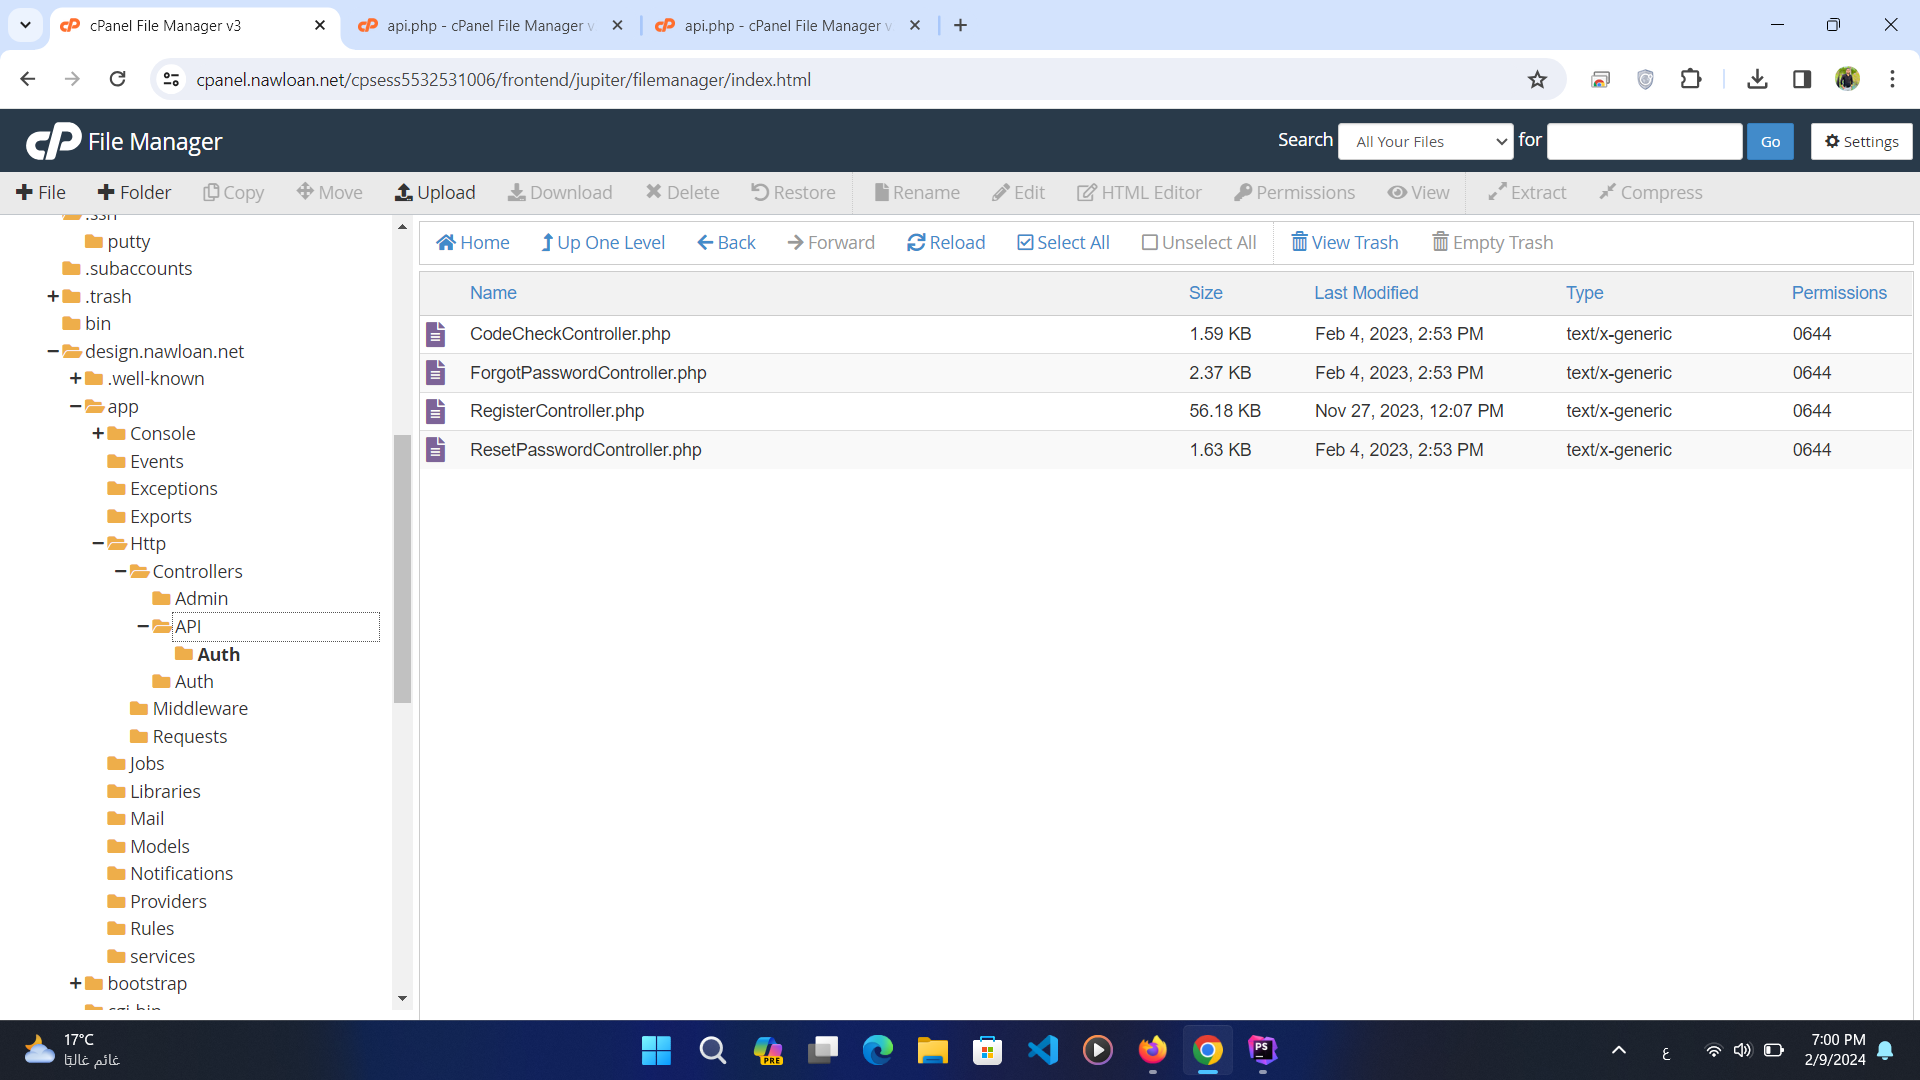 cPanel File Manager v3
api.php - cPanel File Manager v
api.php - cPanel File Manager v
cpanel.nawloan.net/cpsess5532531006/frontend/jupiter/filemanager/index.html
cP File Manager
Search All Your Files for Go Settings
File Folder Copy Move Upload Download Delete Restore Rename Edit HTML Editor Permissions View Extract Compress
Home Up One Level Back Forward Reload Select All Unselect All View Trash Empty Trash
.ssh
putty
.subaccounts
.trash
bin
design.nawloan.net
.well-known
app
Console
Events
Exceptions
Exports
Http
Controllers
Admin
API
Auth
Auth
Middleware
Requests
Jobs
Libraries
Mail
Models
Notifications
Providers
Rules
services
bootstrap
cgi-bin
Name Size Last Modified Type Permissions
CodeCheckController.php 1.59 KB Feb 4, 2023, 2:53 PM text/x-generic 0644
ForgotPasswordController.php 2.37 KB Feb 4, 2023, 2:53 PM text/x-generic 0644
RegisterController.php 56.18 KB Nov 27, 2023, 12:07 PM text/x-generic 0644
ResetPasswordController.php 1.63 KB Feb 4, 2023, 2:53 PM text/x-generic 0644
17°C
غائم غالبًا
PRE
PS
ع
7:00 PM
2/9/2024